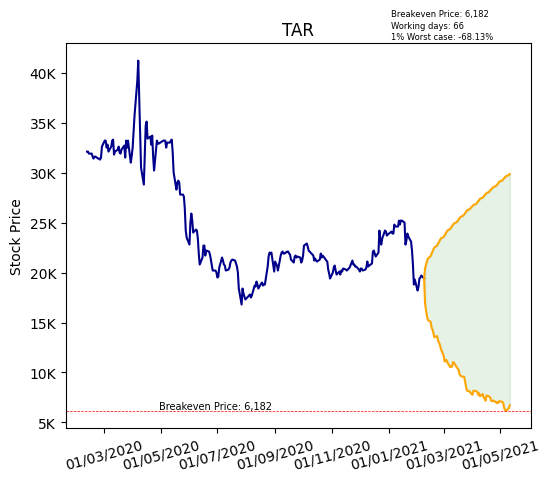 Breakeven Price: 6,182
Working days: 66
1% Worst case: -68.13%
TAR
Stock Price
40K
35K
30K
25K
20K
15K
10K
5K
Breakeven Price: 6,182
01/03/2020
01/05/2020
01/07/2020
01/09/2020
01/11/2020
01/01/2021
01/03/2021
01/05/2021